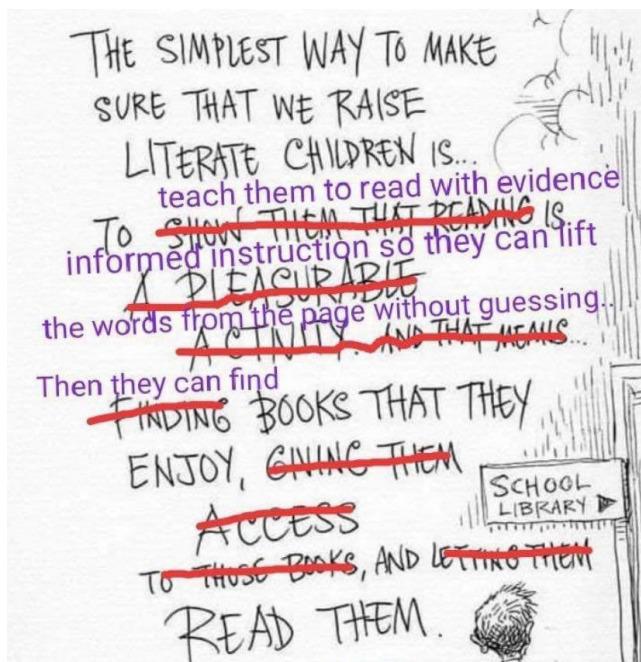 THE SIMPLEST WAY TO MAKE
SURE THAT WE RAISE
LITERATE CHILDREN IS...
teach them to read with evidence
TO SHOW THEM THAT READING IS
informed instruction so they can lift
A PLEASURABLE
the words from the page without guessing..
ACTIVITY. AND THAT MEANS...
Then they can find
FINDING BOOKS THAT THEY
ENJOY, GIVING THEM
SCHOOL
LIBRARY
ACCESS
TO THOSE BOOKS, AND LETTING THEM
READ THEM.